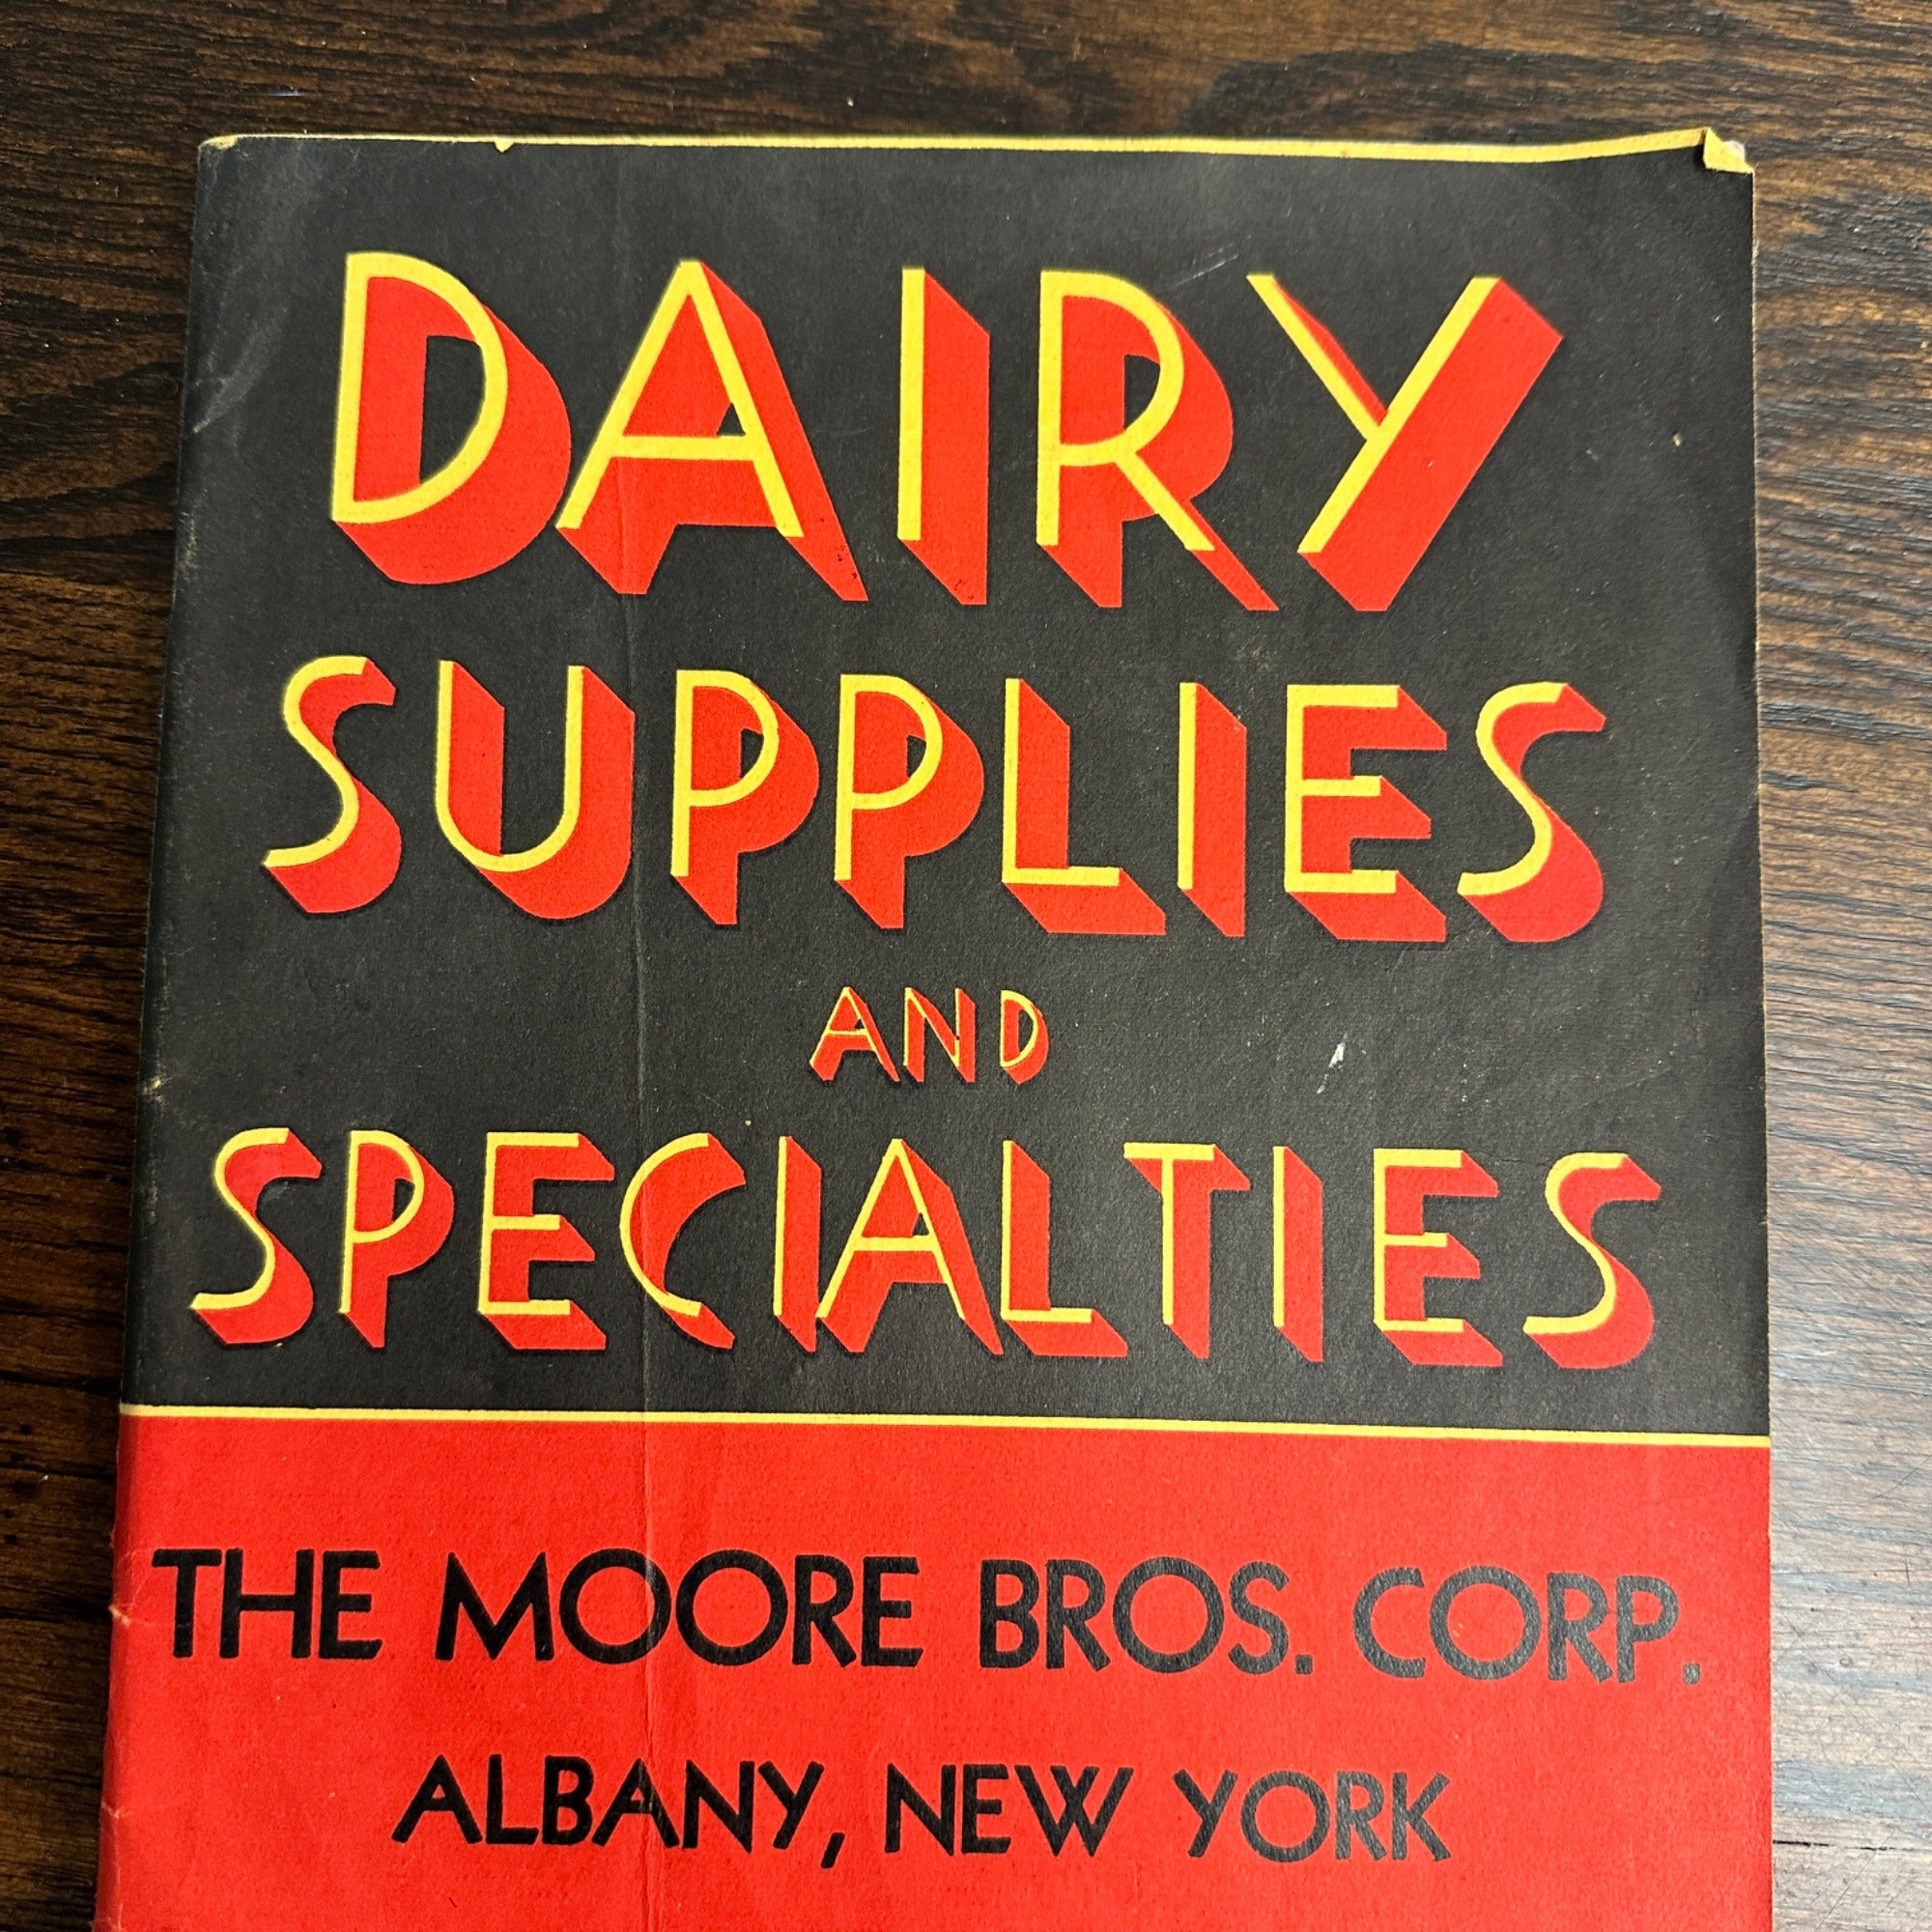 DAIRY
SUPPLIES
AND
SPECIALTIES
THE MOORE BROS. CORP.
ALBANY, NEW YORK